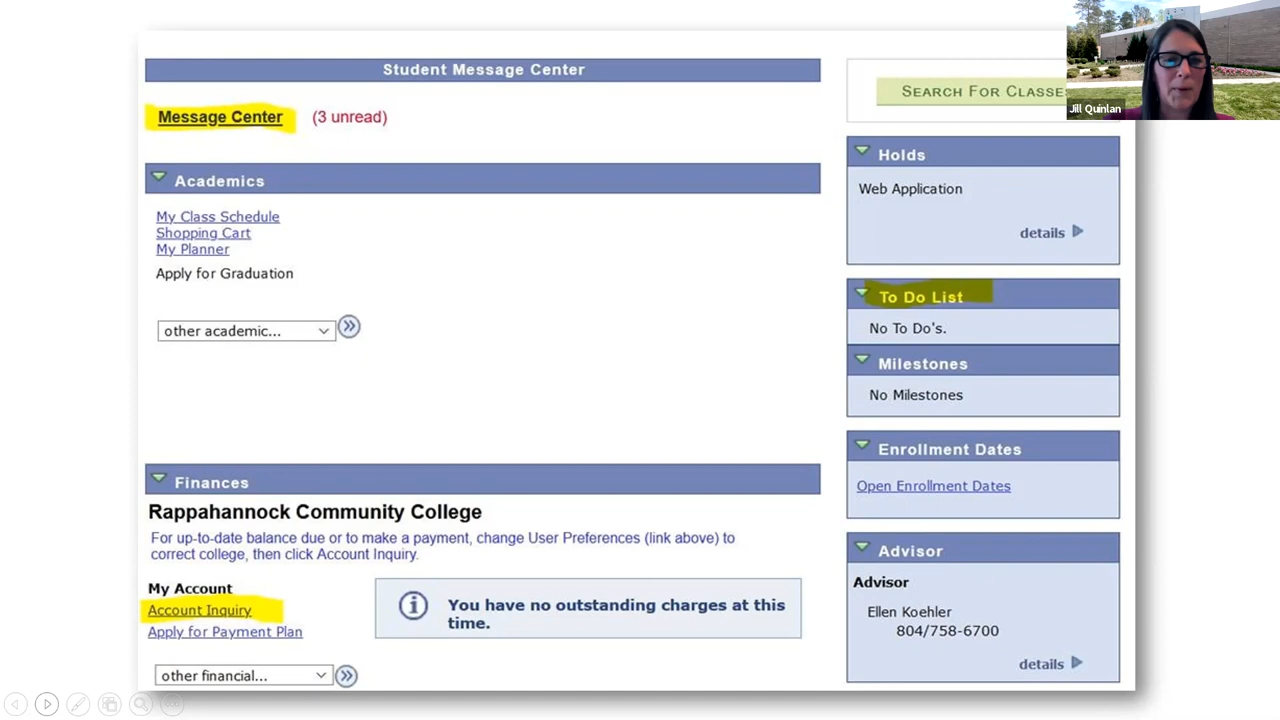 Student Message Center
Message Center (3 unread)
Academics
My Class Schedule
Shopping Cart
My Planner
Apply for Graduation
other academic...
Finances
Rappahannock Community College
For up-to-date balance due or to make a payment, change User Preferences (link above) to
correct college, then click Account Inquiry.
My Account
Account Inquiry
Apply for Payment Plan
You have no outstanding charges at this
time.
other financial...
SEARCH FOR CLASSES
Holds
Web Application
details
To Do List
No To Do's.
Milestones
No Milestones
Enrollment Dates
Open Enrollment Dates
Advisor
Advisor
Ellen Koehler
804/758-6700
details
Jill Quinlan